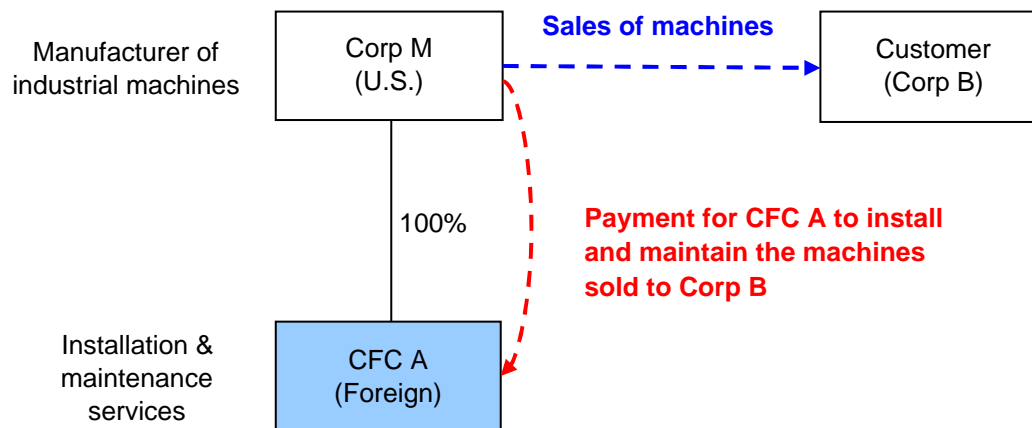 Manufacturer of
industrial machines
Corp M
(U.S.)
Sales of machines
Customer
(Corp B)
100%
Payment for CFC A to install
and maintain the machines
sold to Corp B
Installation &
maintenance
services
CFC A
(Foreign)